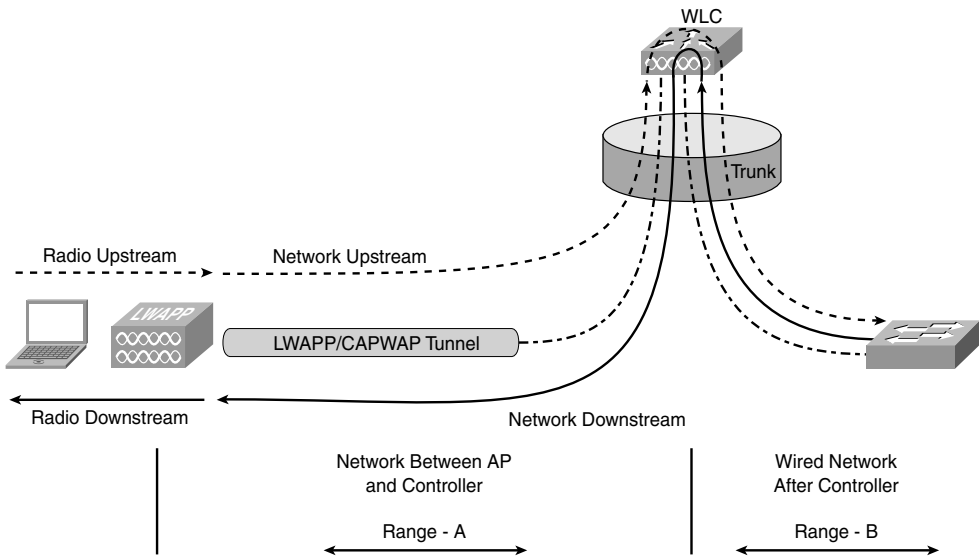 WLC
Trunk
Radio Upstream
Network Upstream
LWAPP
LWAPP/CAPWAP Tunnel
Radio Downstream
Network Downstream
Network Between AP
and Controller
Wired Network
After Controller
Range - A
Range - B